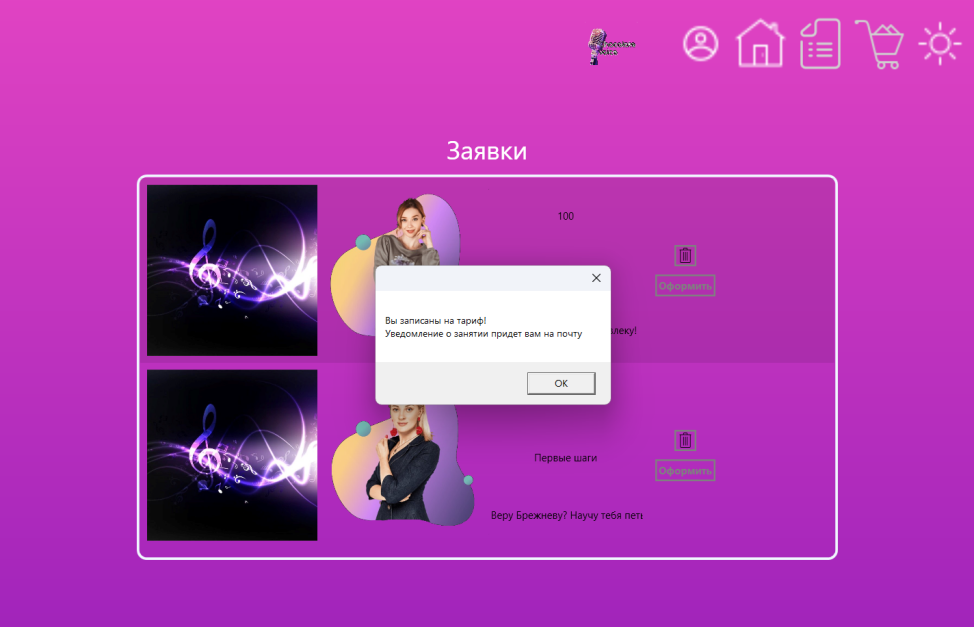 Заявки
100
Оформить
леку!
Вы записаны на тариф!
Уведомление о занятии придет вам на почту
OK
Первые шаги
Оформить
Веру Брежневу? Научу тебя петь